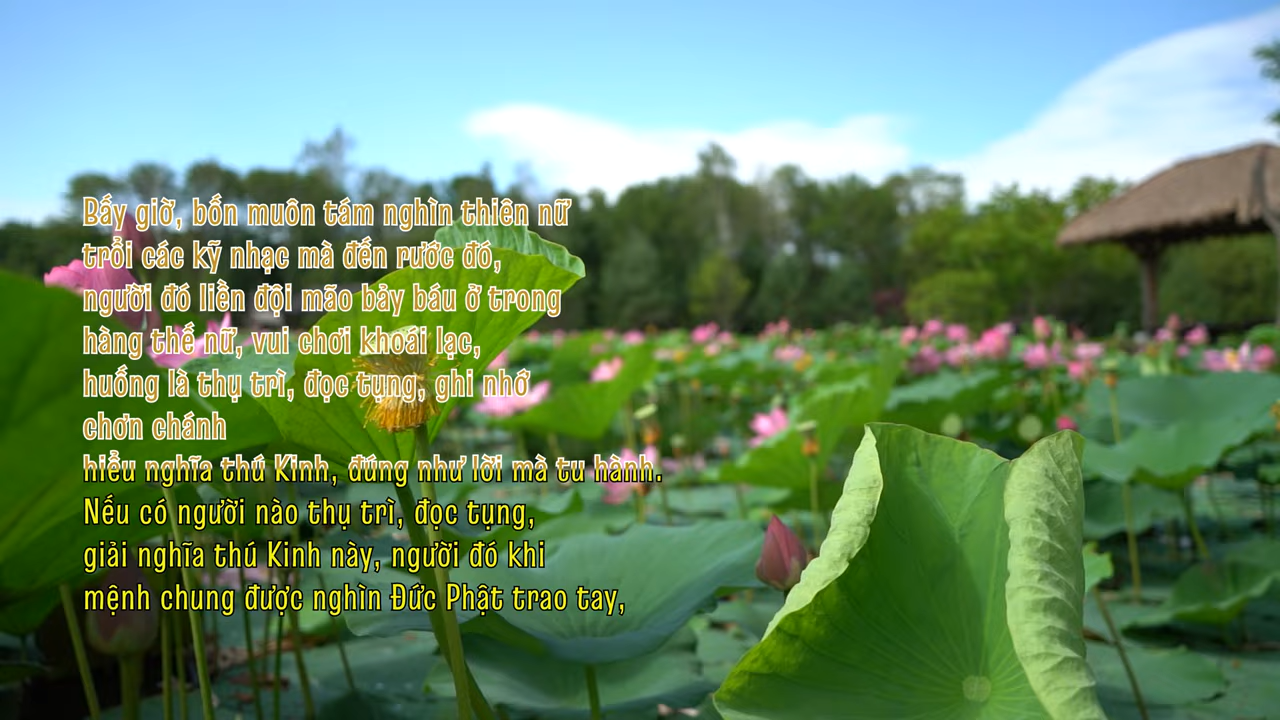 Bấy giờ, bốn muôn tám nghìn thiên nữ
trổi các kỹ nhạc mà đến rước đó,
người đó liền đội mão bảy báu ở trong
hàng thế nữ, vui chơi khoái lạc,
huống là thụ trì, đọc tụng, ghi nhớ
chơn chánh
hiểu nghĩa thú Kinh, đúng như lời mà tu hành.
Nếu có người nào thụ trì, đọc tụng,
giải nghĩa thú Kinh này, người đó khi
mệnh chung được nghìn Đức Phật trao tay,